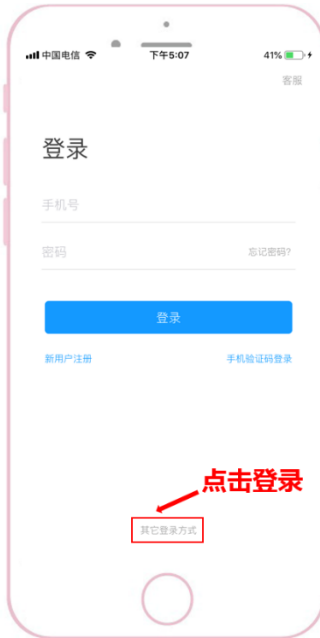 中国电信 下午5:07 41%
客服
登录
手机号
密码 忘记密码?
登录
新用户注册 手机验证码登录
点击登录
其它登录方式